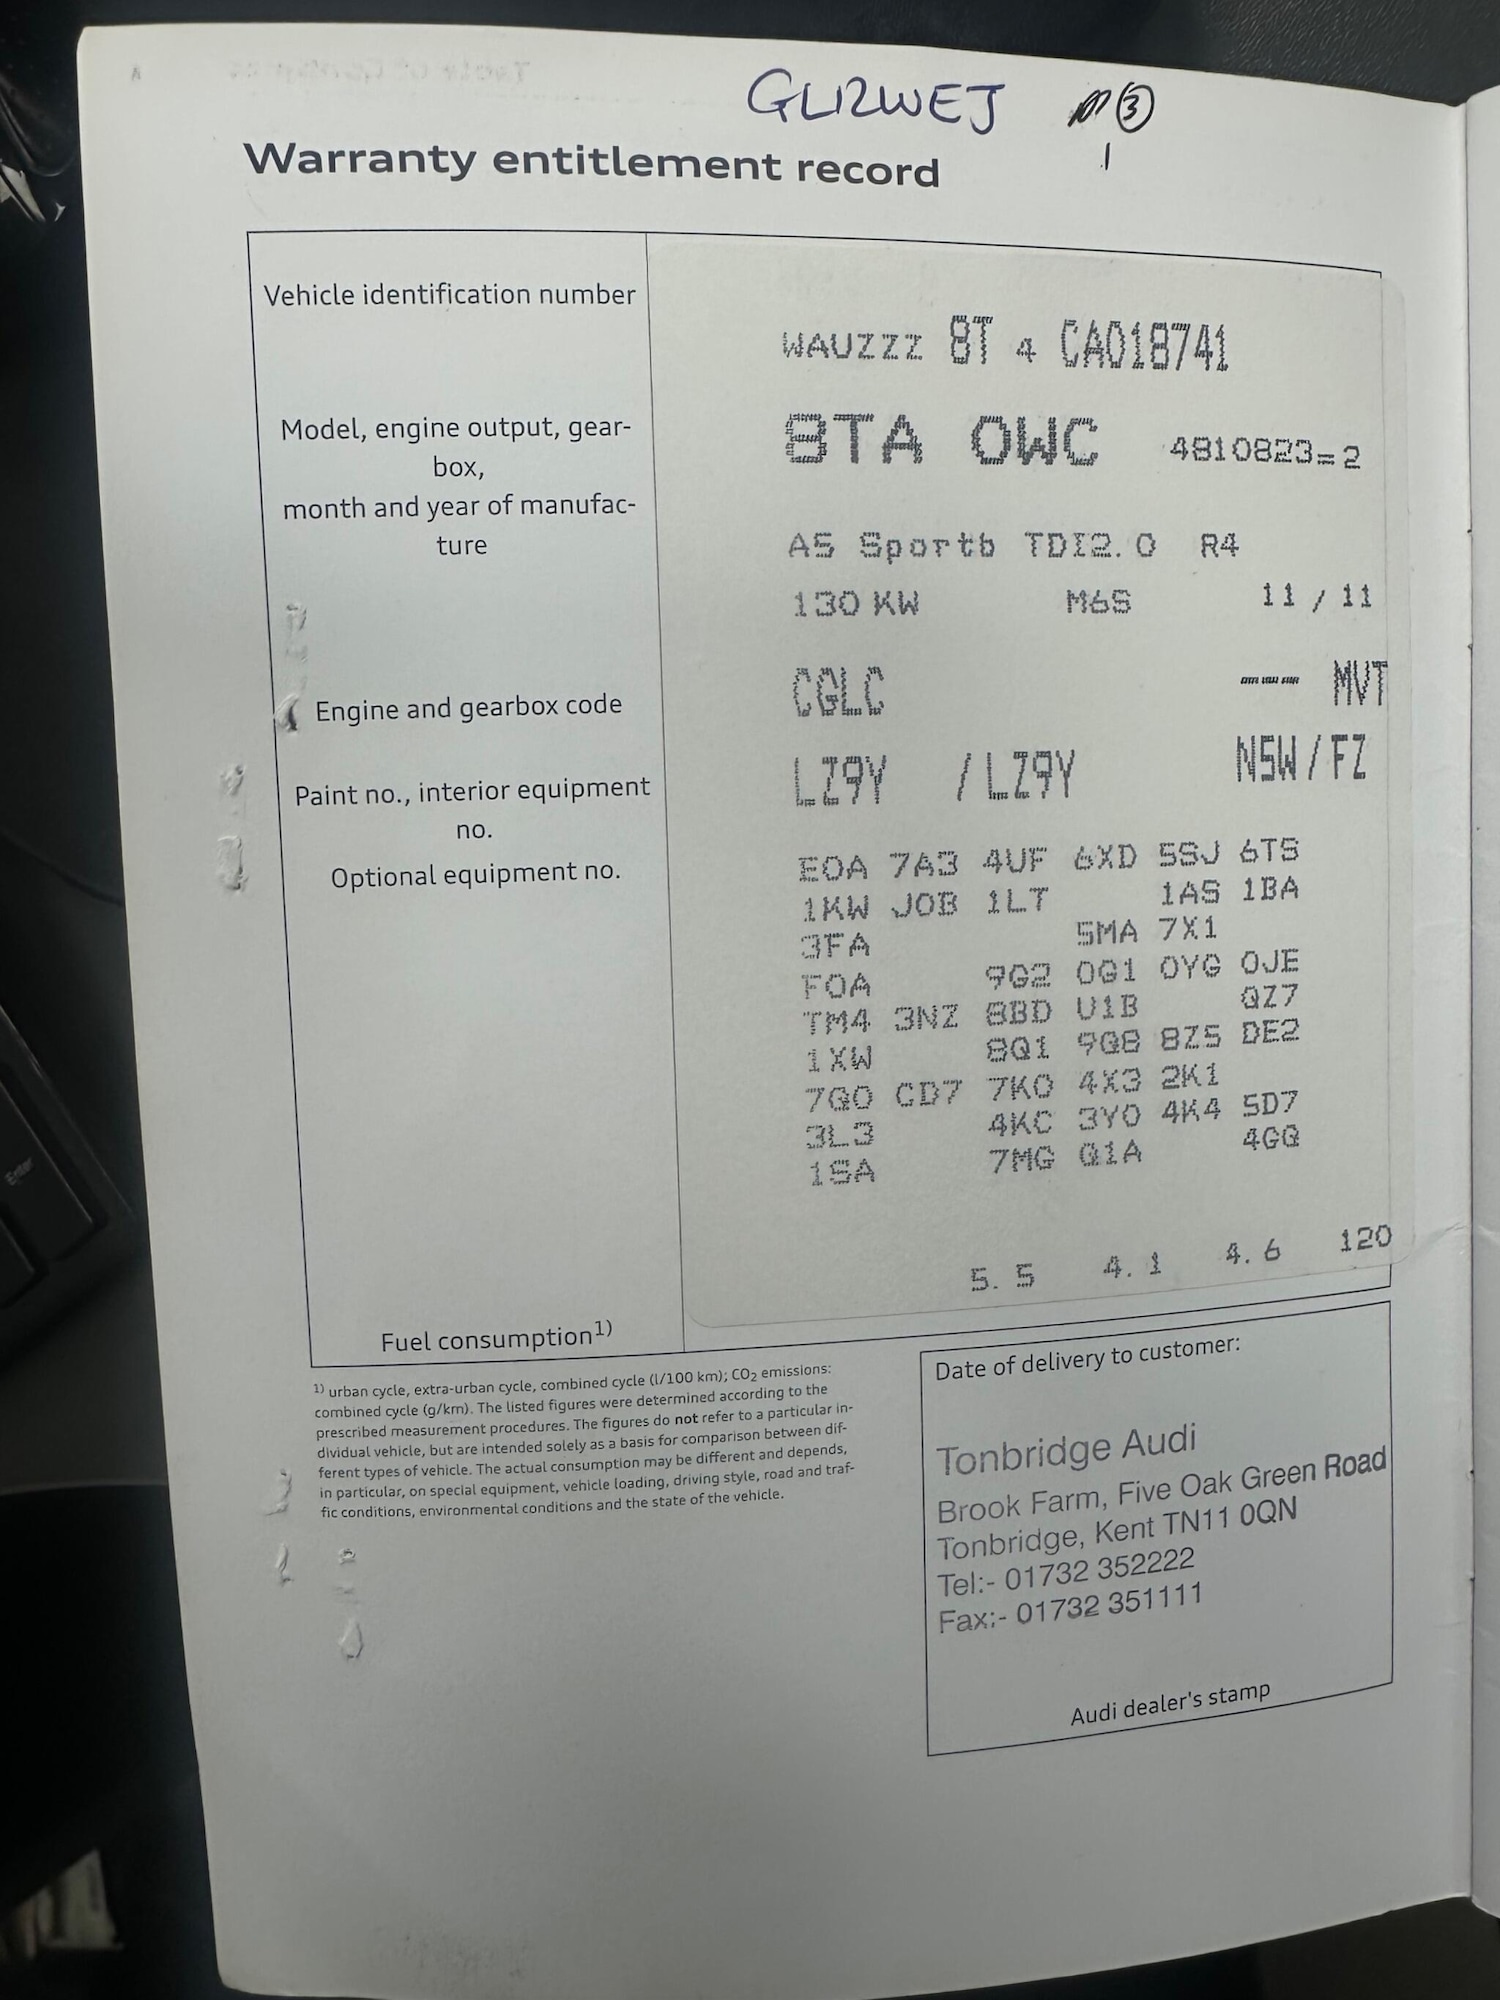 GL12WEJ 3
1
Warranty entitlement record
Vehicle identification number
WAUZZZ 8T 4 CA018741
Model, engine output, gear-
box,
month and year of manufac-
ture
8TA 0WC 4810823=2
A5 Sportb TDI2.0 R4
130 KW M6S 11/11
Engine and gearbox code
CGLC --- MVT
Paint no., interior equipment
no.
LZ9Y /LZ9Y N5W/FZ
Optional equipment no.
E0A 7A3 4UF 6XD 5SJ 6TS
1KW J0B 1LT 1AS 1BA
3FA 5MA 7X1
F0A 9G2 0G1 0YG 0JE
TM4 3NZ 8BD U1B QZ7
1XW 8Q1 9Q8 8Z5 DE2
7Q0 CD7 7K0 4X3 2K1
3L3 4KC 3Y0 4K4 5D7
1SA 7MG Q1A 4GQ
5.5 4.1 4.6 120
Fuel consumption1)
1) urban cycle, extra-urban cycle, combined cycle (l/100 km); CO2 emissions:
combined cycle (g/km). The listed figures were determined according to the
prescribed measurement procedures. The figures do not refer to a particular in-
dividual vehicle, but are intended solely as a basis for comparison between dif-
ferent types of vehicle. The actual consumption may be different and depends,
in particular, on special equipment, vehicle loading, driving style, road and traf-
fic conditions, environmental conditions and the state of the vehicle.
Date of delivery to customer:
Tonbridge Audi
Brook Farm, Five Oak Green Road
Tonbridge, Kent TN11 0QN
Tel:- 01732 352222
Fax:- 01732 351111
Audi dealer's stamp
Enter